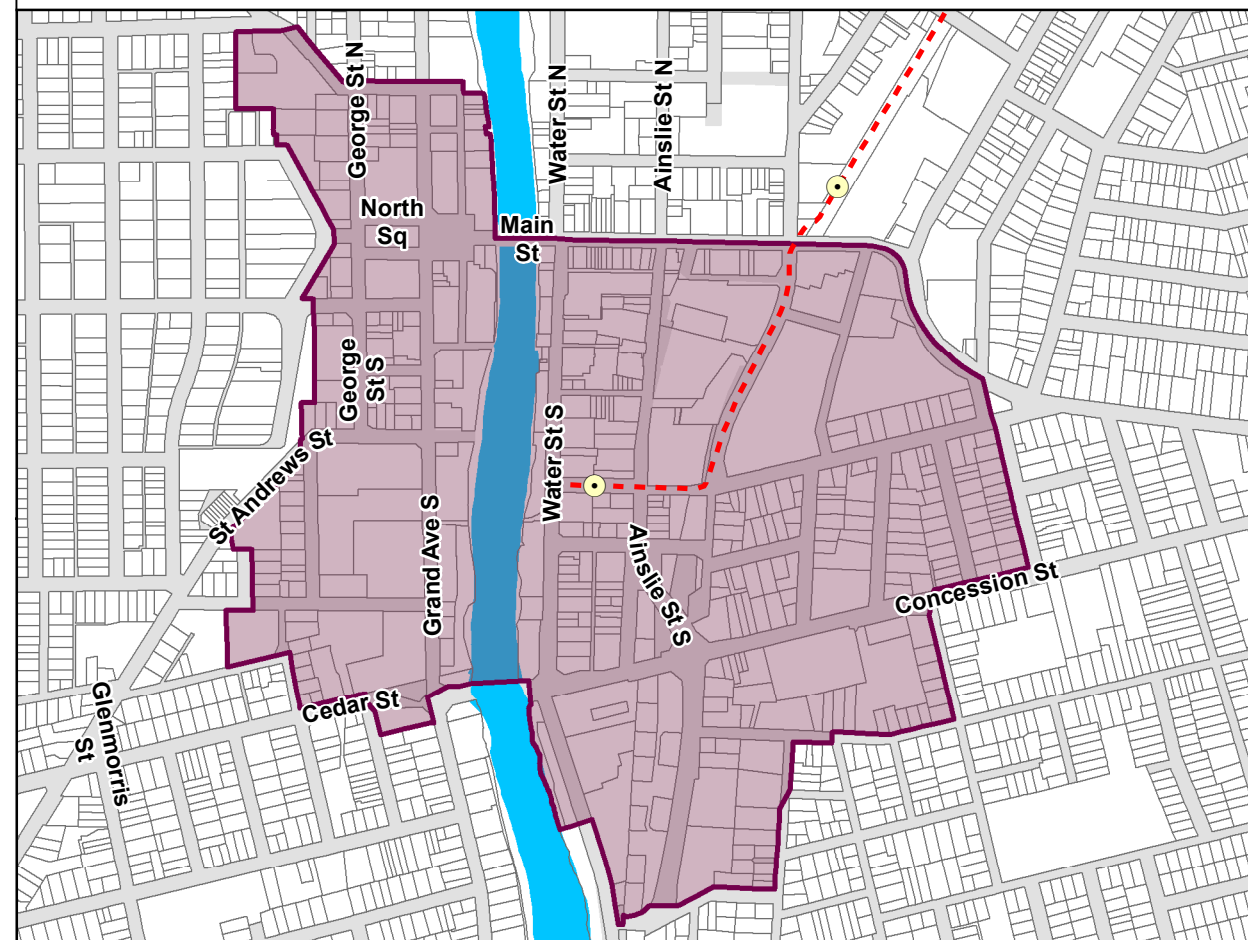 George St N
Water St N
Ainslie St N
North
Sq
Main
St
George
St S
St Andrews St
Water St S
Grand Ave S
Ainslie St S
Concession St
Cedar St
Glenmorris
St